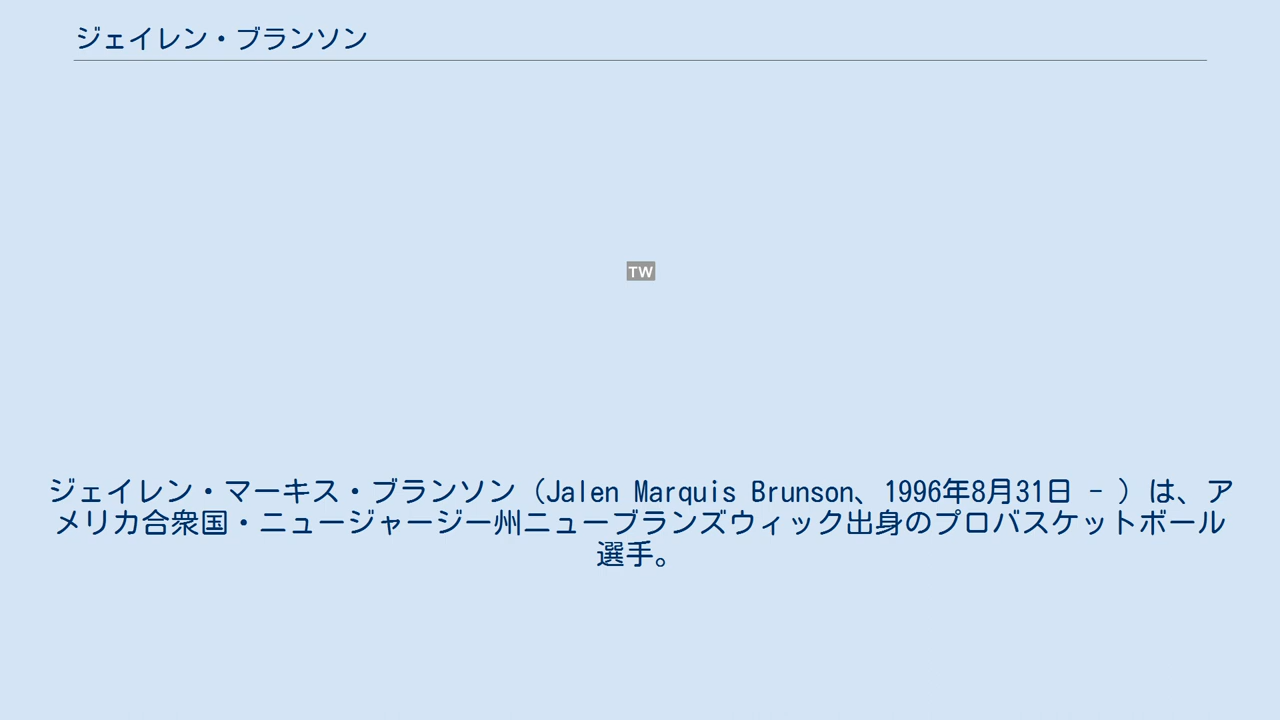 ジェイレン・ブランソン
TW
ジェイレン・マーキス・ブランソン（Jalen Marquis Brunson、1996年8月31日 - ）は、ア
メリカ合衆国・ニュージャージー州ニューブランズウィック出身のプロバスケットボール
選手。